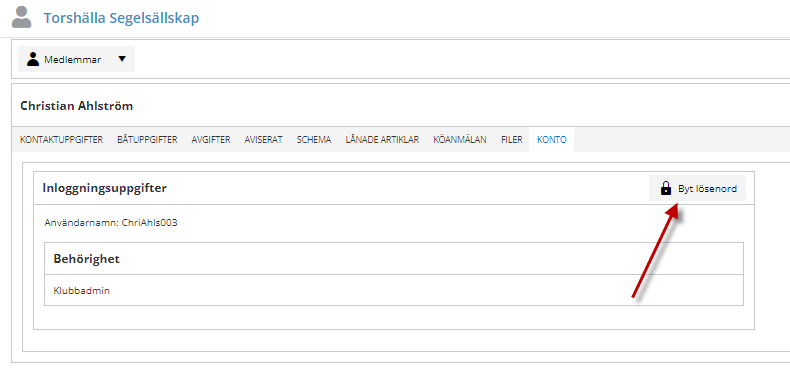 Torshälla Segelsällskap
Medlemmar
Christian Ahlström
KONTAKTUPPGIFTER BÅTUPPGIFTER AVGIFTER AVISERAT SCHEMA LÅNADE ARTIKLAR KÖANMÄLAN FILER KONTO
Inloggningsuppgifter Byt lösenord
Användarnamn: ChriAhls003
Behörighet
Klubbadmin